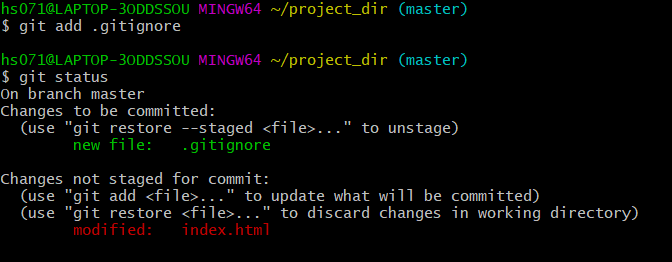 hs071@LAPTOP-3ODDSSOU MINGW64 ~/project_dir (master)
$ git add .gitignore
hs071@LAPTOP-3ODDSSOU MINGW64 ~/project_dir (master)
$ git status
On branch master
Changes to be committed:
  (use "git restore --staged <file>..." to unstage)
        new file:   .gitignore
Changes not staged for commit:
  (use "git add <file>..." to update what will be committed)
  (use "git restore <file>..." to discard changes in working directory)
        modified:   index.html